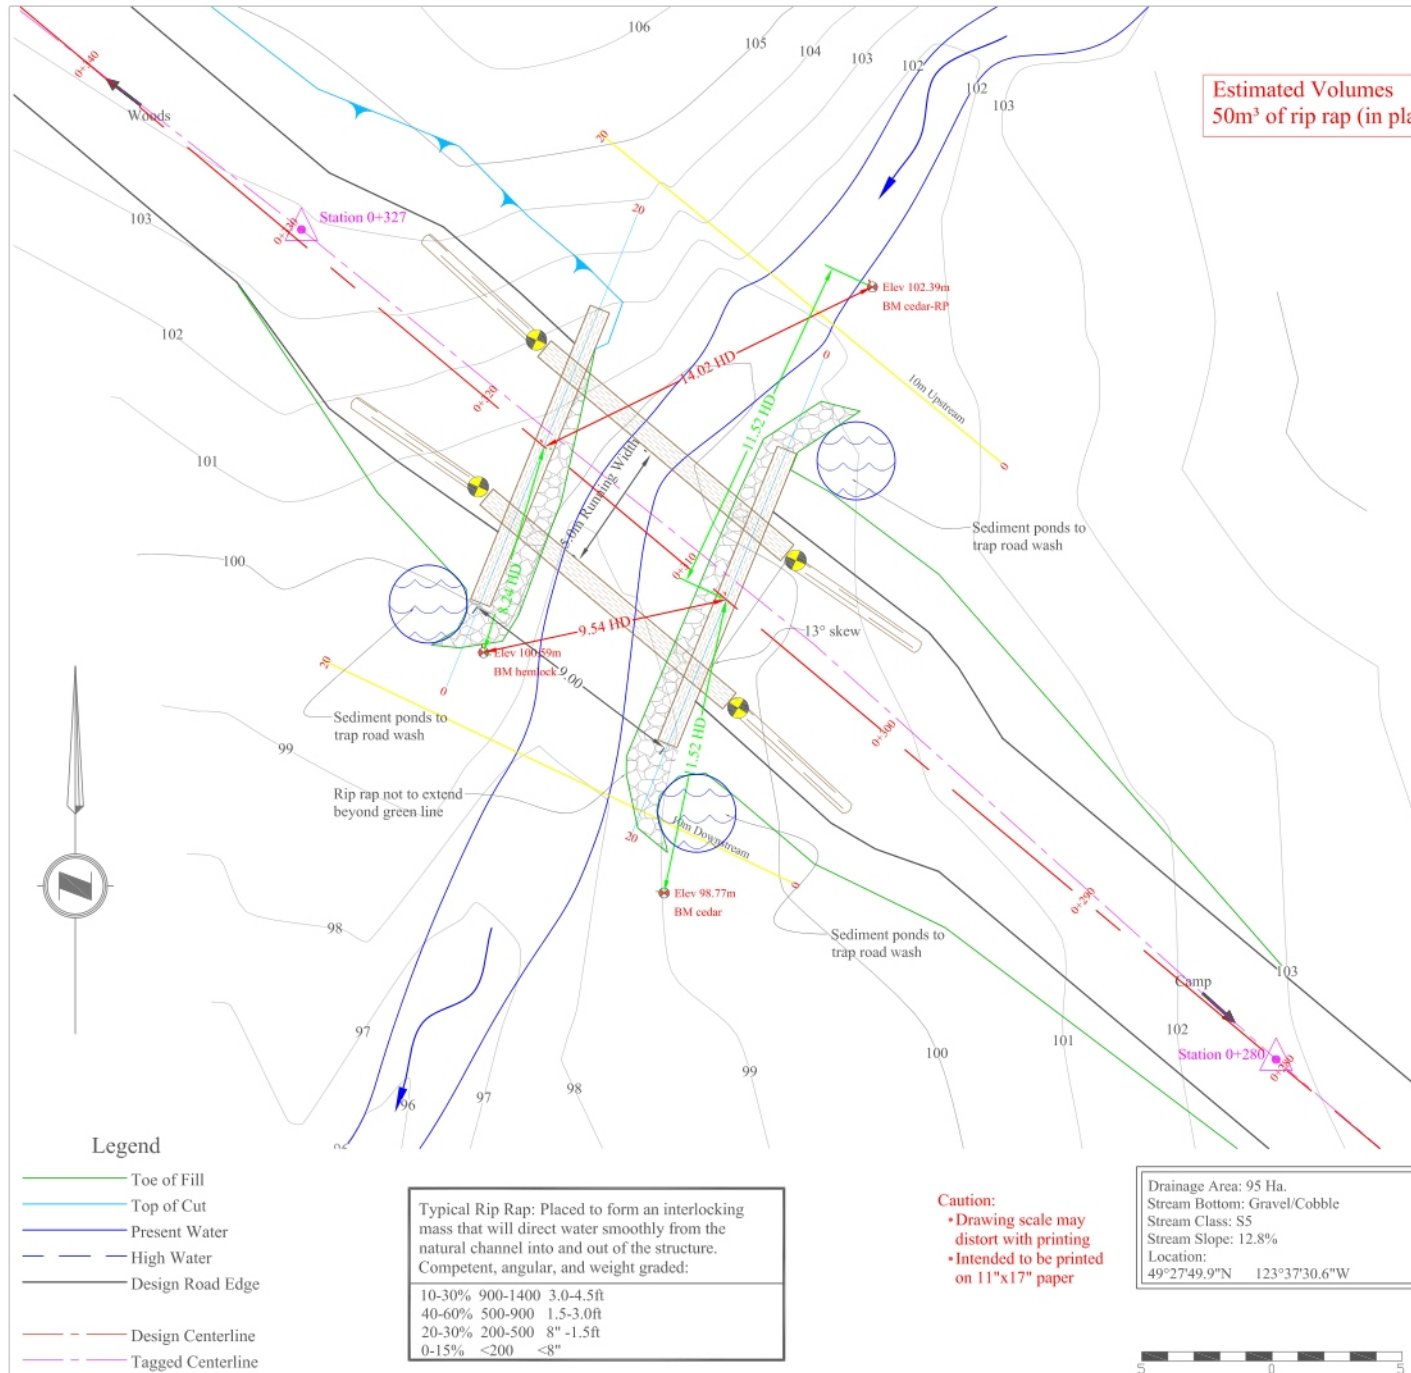 106
105
104
103
102
102
103
Estimated Volumes
50m³ of rip rap (in pla
0+340
Woods
20
20
103
Station 0+327
0+330
Elev 102.39m
BM cedar-RP
102
14.02 HD
0
0+320
10m Upstream
11.52 HD
101
5.0m Running Width
0
Sediment ponds to
trap road wash
100
0+310
8.24 HD
9.54 HD
13° skew
Elev 100.59m
BM hemlock
20
9.00
0
Sediment ponds to
trap road wash
0+300
99
11.52 HD
Rip rap not to extend
beyond green line
20
10m Downstream
0
Elev 98.77m
BM cedar
0+290
98
Sediment ponds to
trap road wash
103
Camp
97
102
101
Station 0+280
0+280
100
99
98
97
96
96
Legend
Toe of Fill
Top of Cut
Present Water
High Water
Design Road Edge
Design Centerline
Tagged Centerline
Typical Rip Rap: Placed to form an interlocking
mass that will direct water smoothly from the
natural channel into and out of the structure.
Competent, angular, and weight graded:
10-30% 900-1400 3.0-4.5ft
40-60% 500-900 1.5-3.0ft
20-30% 200-500 8" -1.5ft
0-15% <200 <8"
Caution:
•Drawing scale may
distort with printing
•Intended to be printed
on 11"x17" paper
Drainage Area: 95 Ha.
Stream Bottom: Gravel/Cobble
Stream Class: S5
Stream Slope: 12.8%
Location:
49°27'49.9"N 123°37'30.6"W
5 0 5